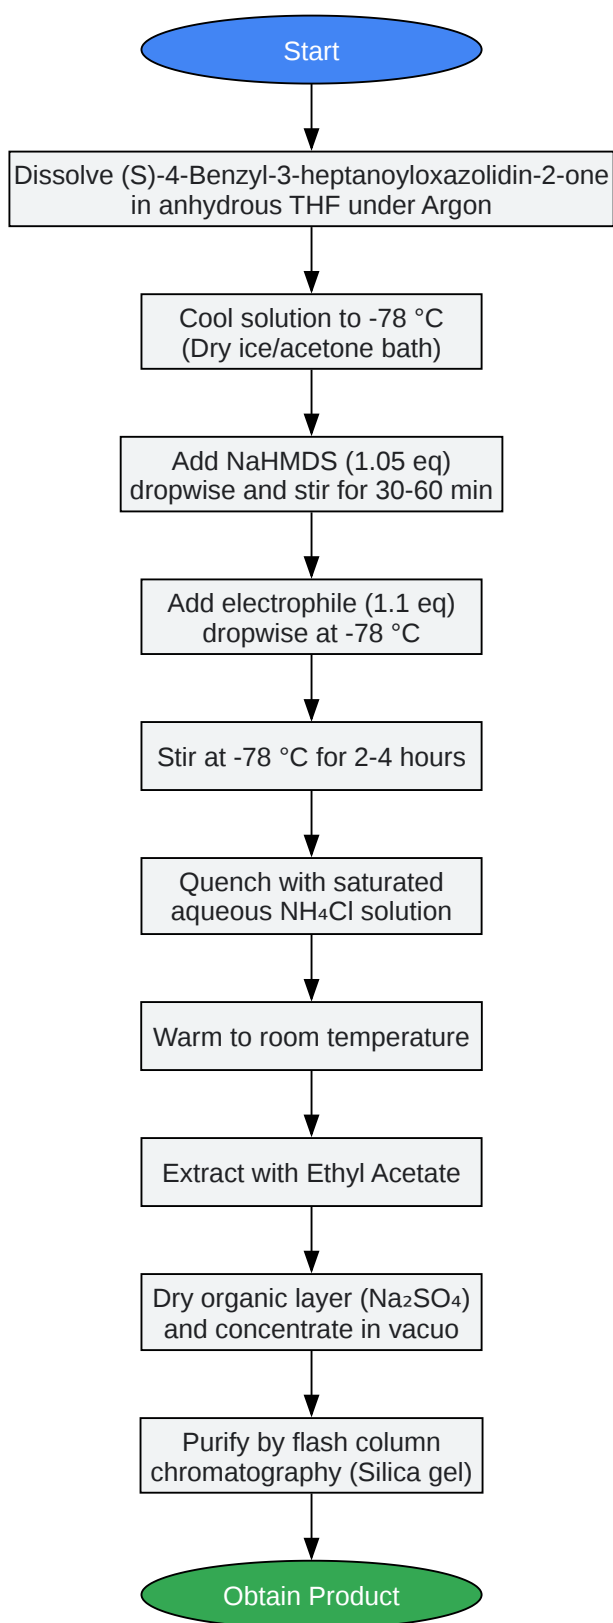 Start
Dissolve (S)-4-Benzyl-3-heptanoyloxazolidin-2-one
in anhydrous THF under Argon
Cool solution to -78 °C
(Dry ice/acetone bath)
Add NaHMDS (1.05 eq)
dropwise and stir for 30-60 min
Add electrophile (1.1 eq)
dropwise at -78 °C
Stir at -78 °C for 2-4 hours
Quench with saturated
aqueous NH₄Cl solution
Warm to room temperature
Extract with Ethyl Acetate
Dry organic layer (Na₂SO₄)
and concentrate in vacuo
Purify by flash column
chromatography (Silica gel)
Obtain Product